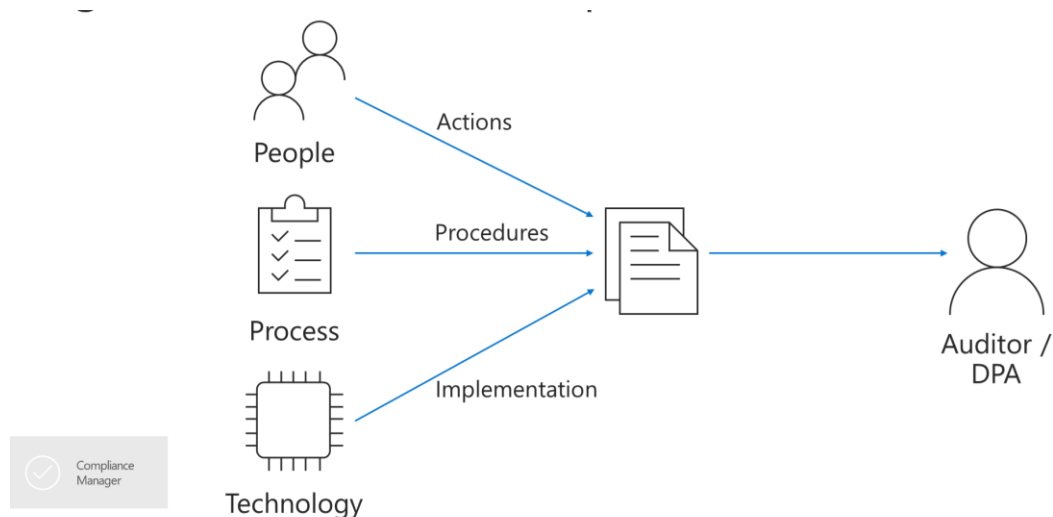 People
Actions
Procedures
Process
Implementation
Technology
Auditor /
DPA
Compliance
Manager